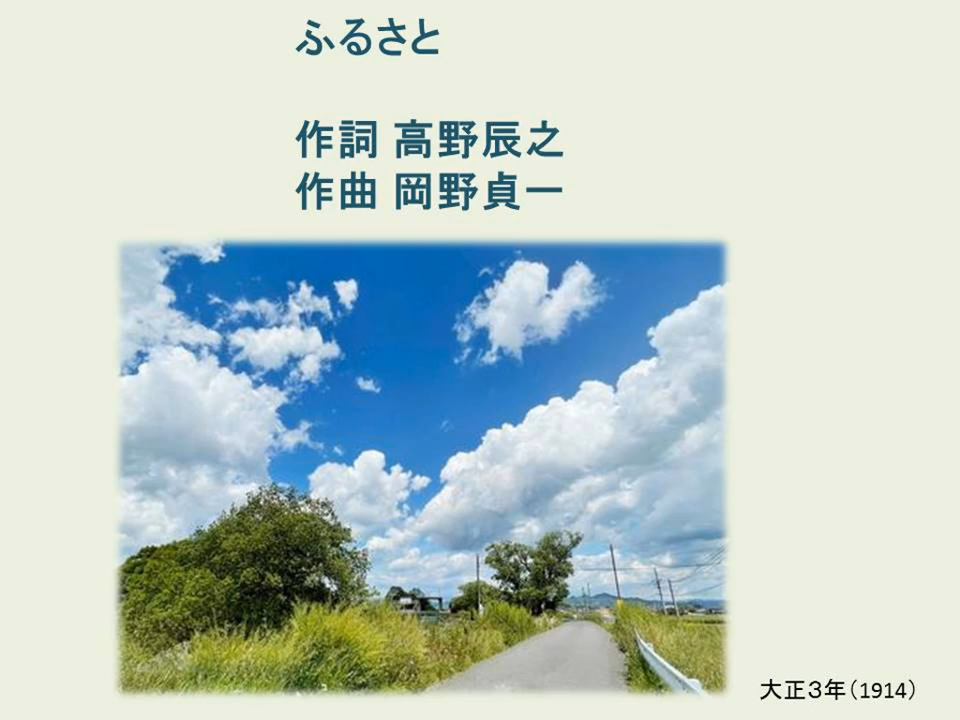 ふるさと
作詞 高野辰之
作曲 岡野貞一
大正３年（1914）